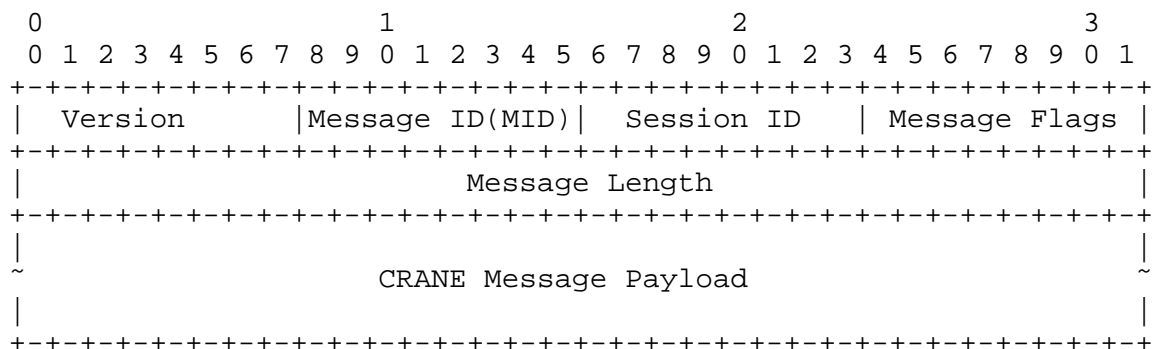 0                   1                   2                   3
 0 1 2 3 4 5 6 7 8 9 0 1 2 3 4 5 6 7 8 9 0 1 2 3 4 5 6 7 8 9 0 1
+-+-+-+-+-+-+-+-+-+-+-+-+-+-+-+-+-+-+-+-+-+-+-+-+-+-+-+-+-+-+-+-+
|  Version      |Message ID(MID)|  Session ID   | Message Flags |
+-+-+-+-+-+-+-+-+-+-+-+-+-+-+-+-+-+-+-+-+-+-+-+-+-+-+-+-+-+-+-+-+
|                         Message Length                        |
+-+-+-+-+-+-+-+-+-+-+-+-+-+-+-+-+-+-+-+-+-+-+-+-+-+-+-+-+-+-+-+-+
|                                                               |
~                    CRANE Message Payload                      ~
|                                                               |
+-+-+-+-+-+-+-+-+-+-+-+-+-+-+-+-+-+-+-+-+-+-+-+-+-+-+-+-+-+-+-+-+